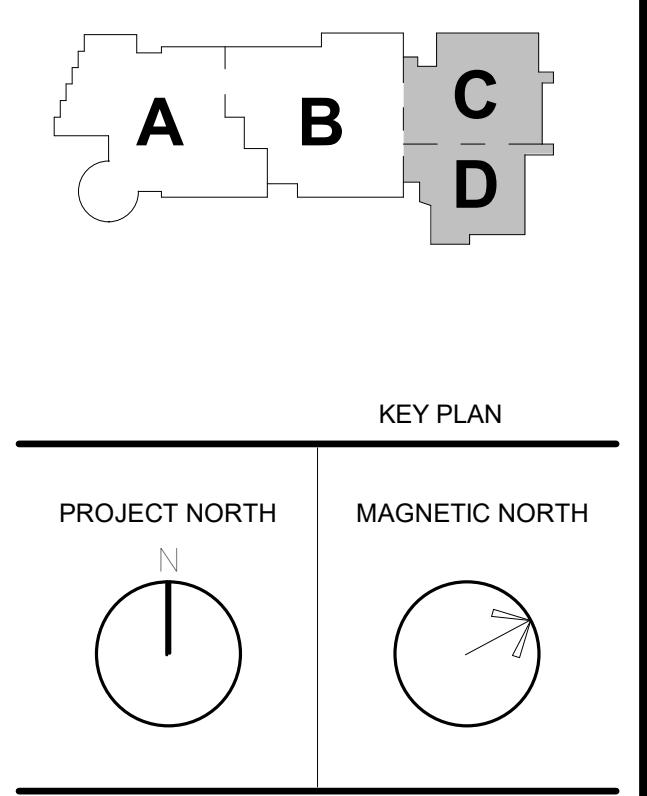 A B C
D
KEY PLAN
PROJECT NORTH
MAGNETIC NORTH
N